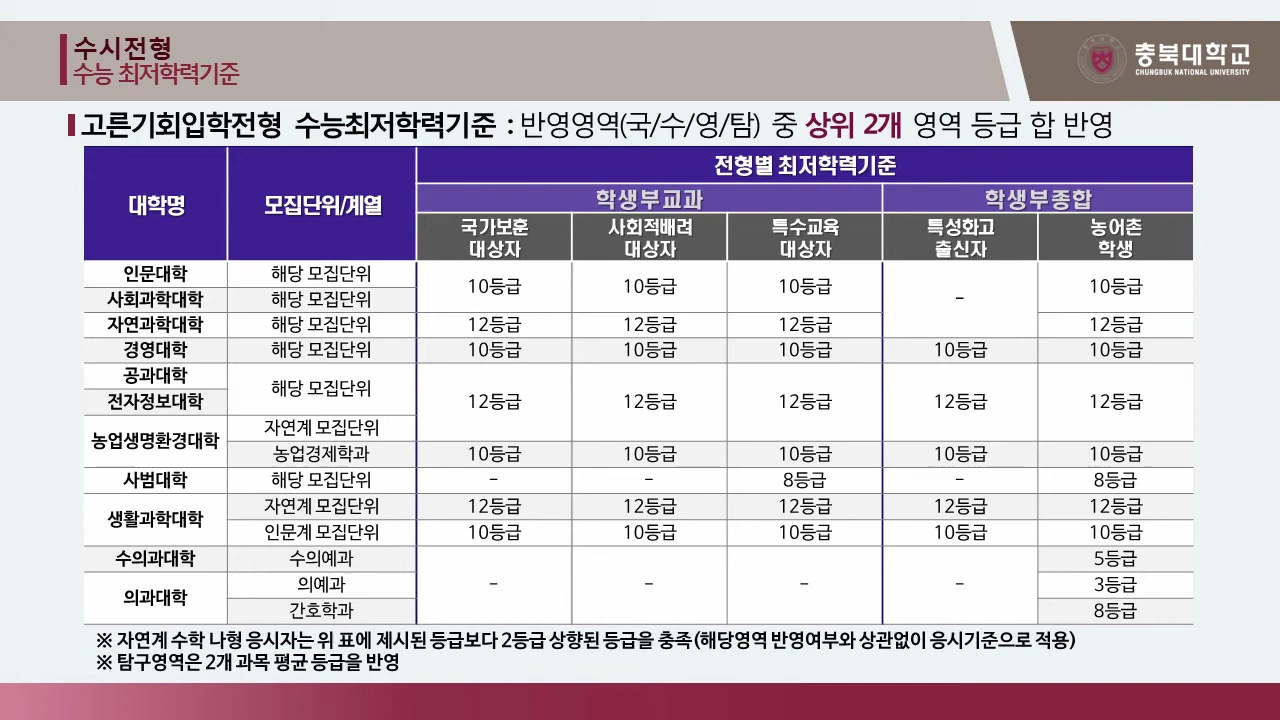 수시전형
수능 최저학력기준
충북대학교
CHUNGBUK NATIONAL UNIVERSITY
고른기회입학전형 수능최저학력기준 : 반영영역(국/수/영/탐) 중 상위 2개 영역 등급 합 반영
대학명 모집단위/계열 전형별 최저학력기준
학생부교과 학생부종합
국가보훈 대상자 사회적배려 대상자 특수교육 대상자 특성화고 출신자 농어촌 학생
인문대학 해당 모집단위 10등급 10등급 10등급 - 10등급
사회과학대학 해당 모집단위
자연과학대학 해당 모집단위 12등급 12등급 12등급 12등급
경영대학 해당 모집단위 10등급 10등급 10등급 10등급 10등급
공과대학 해당 모집단위 12등급 12등급 12등급 12등급 12등급
전자정보대학
농업생명환경대학 자연계 모집단위
농업경제학과 10등급 10등급 10등급 10등급 10등급
사범대학 해당 모집단위 - - 8등급 - 8등급
생활과학대학 자연계 모집단위 12등급 12등급 12등급 12등급 12등급
인문계 모집단위 10등급 10등급 10등급 10등급 10등급
수의과대학 수의예과 - - - - 5등급
의과대학 의예과 3등급
간호학과 8등급
※ 자연계 수학 나형 응시자는 위 표에 제시된 등급보다 2등급 상향된 등급을 충족(해당영역 반영여부와 상관없이 응시기준으로 적용)
※ 탐구영역은 2개 과목 평균 등급을 반영